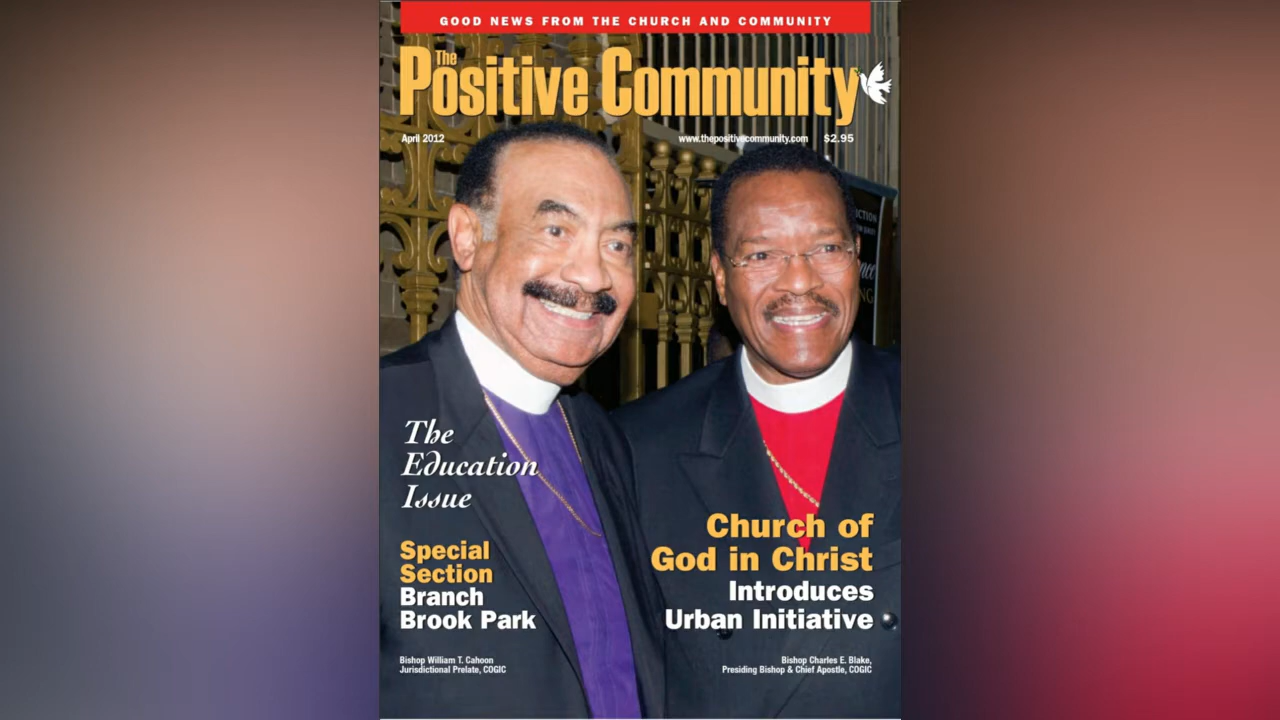 GOOD NEWS FROM THE CHURCH AND COMMUNITY
The
Positive Community
April 2012
www.thepositivecommunity.com $2.95
The
Education
Issue
Special
Section
Branch
Brook Park
Church of
God in Christ
Introduces
Urban Initiative
Bishop William T. Cahoon
Jurisdictional Prelate, COGIC
Bishop Charles E. Blake,
Presiding Bishop & Chief Apostle, COGIC